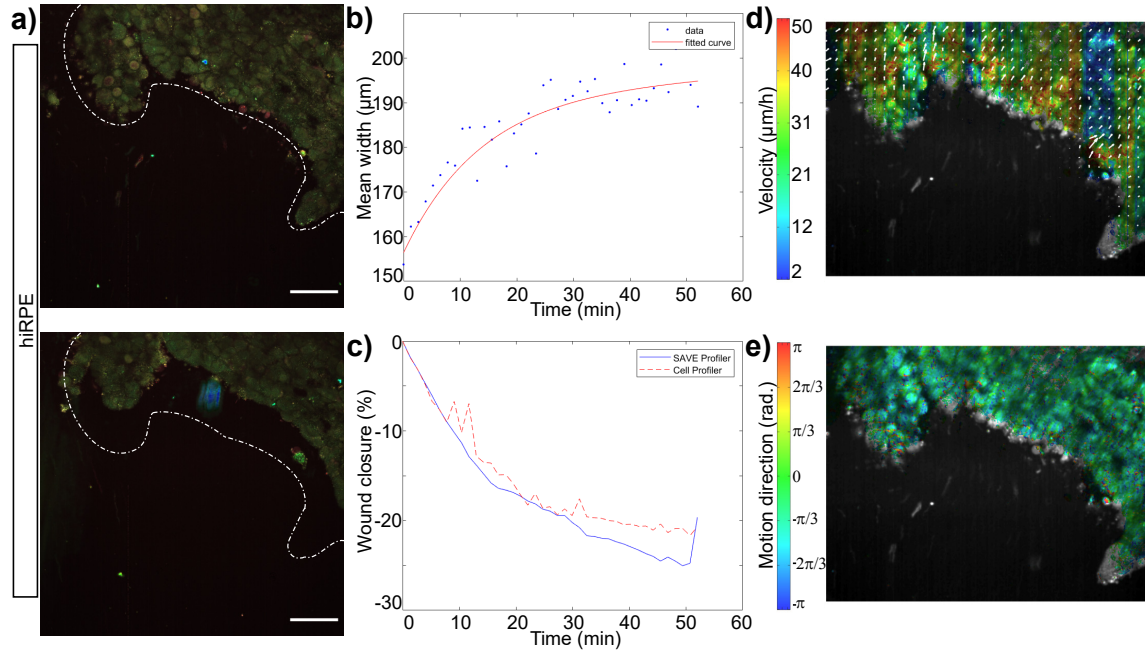 a)
hiRPE
b)
data
fitted curve
Mean width (µm)
200
190
180
170
160
150
0
10
20
30
40
50
60
Time (min)
c)
SAVE Profiler
Cell Profiler
Wound closure (%)
0
-10
-20
-30
0
10
20
30
40
50
60
Time (min)
d)
Velocity (µm/h)
50
40
31
21
12
2
e)
Motion direction (rad.)
π
2π/3
π/3
0
-π/3
-2π/3
-π